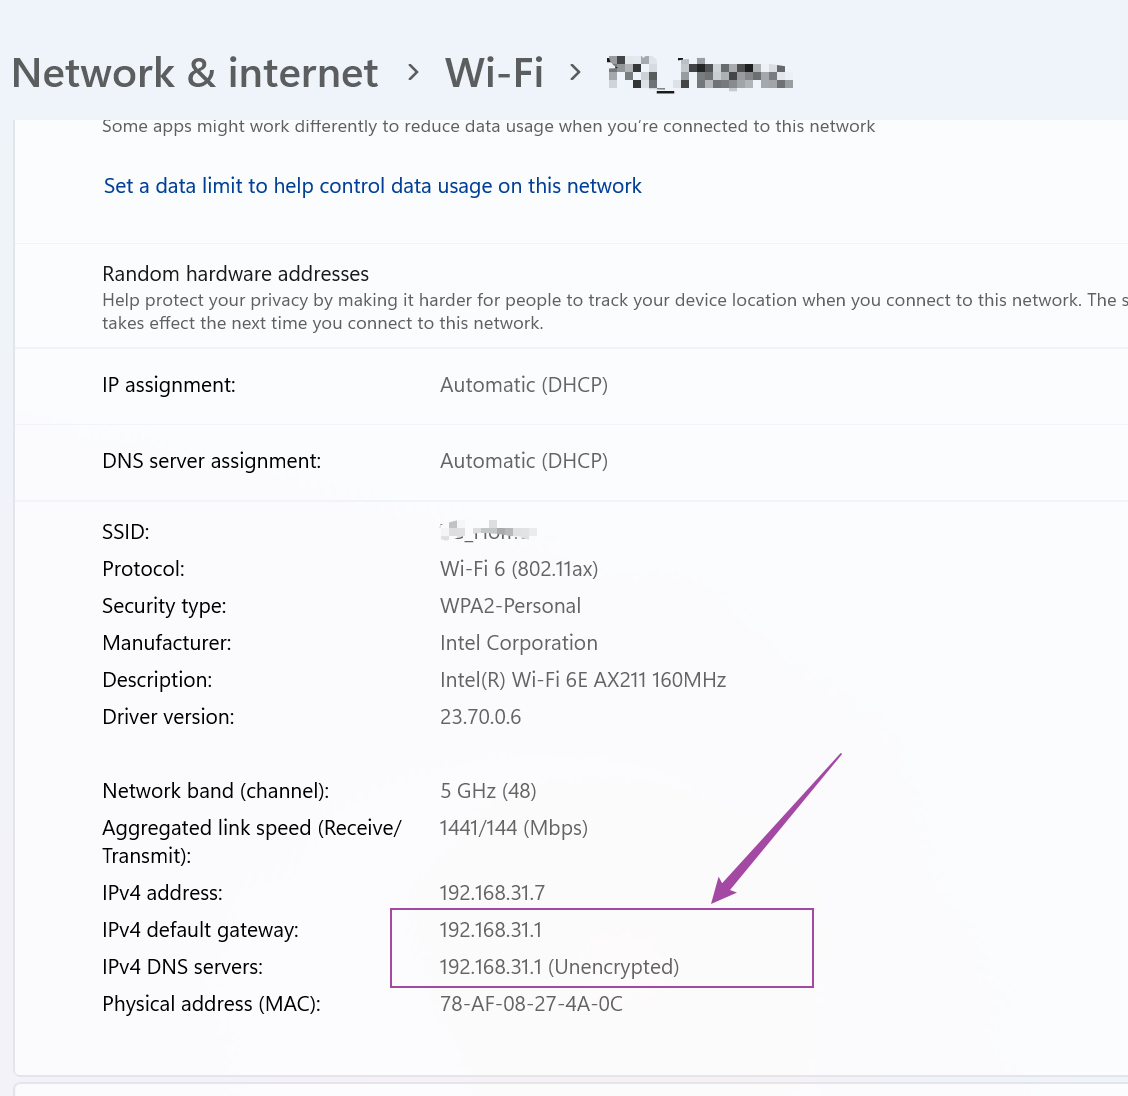 Network & internet > Wi-Fi >
Some apps might work differently to reduce data usage when you're connected to this network
Set a data limit to help control data usage on this network
Random hardware addresses
Help protect your privacy by making it harder for people to track your device location when you connect to this network. The s
takes effect the next time you connect to this network.
IP assignment: Automatic (DHCP)
DNS server assignment: Automatic (DHCP)
SSID:
Protocol: Wi-Fi 6 (802.11ax)
Security type: WPA2-Personal
Manufacturer: Intel Corporation
Description: Intel(R) Wi-Fi 6E AX211 160MHz
Driver version: 23.70.0.6
Network band (channel): 5 GHz (48)
Aggregated link speed (Receive/ 1441/144 (Mbps)
Transmit):
IPv4 address: 192.168.31.7
IPv4 default gateway: 192.168.31.1
IPv4 DNS servers: 192.168.31.1 (Unencrypted)
Physical address (MAC): 78-AF-08-27-4A-0C